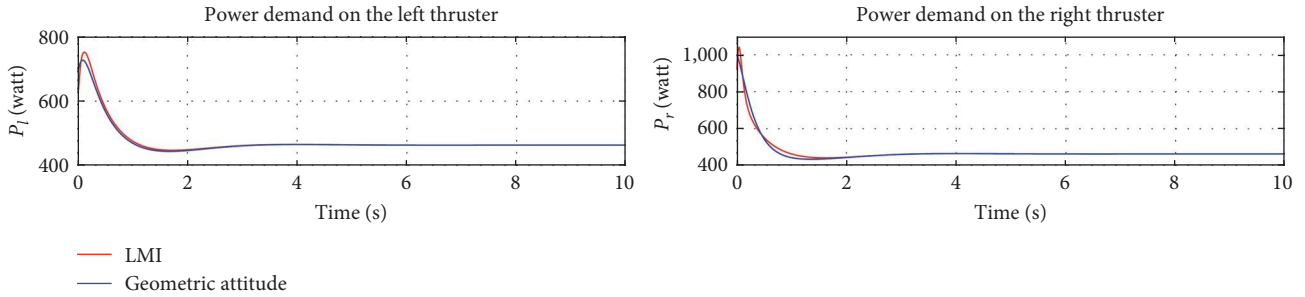 Power demand on the left thruster
800
600
400
P_l (watt)
0 2 4 6 8 10
Time (s)
Power demand on the right thruster
1,000
800
600
400
P_r (watt)
0 2 4 6 8 10
Time (s)
LMI
Geometric attitude